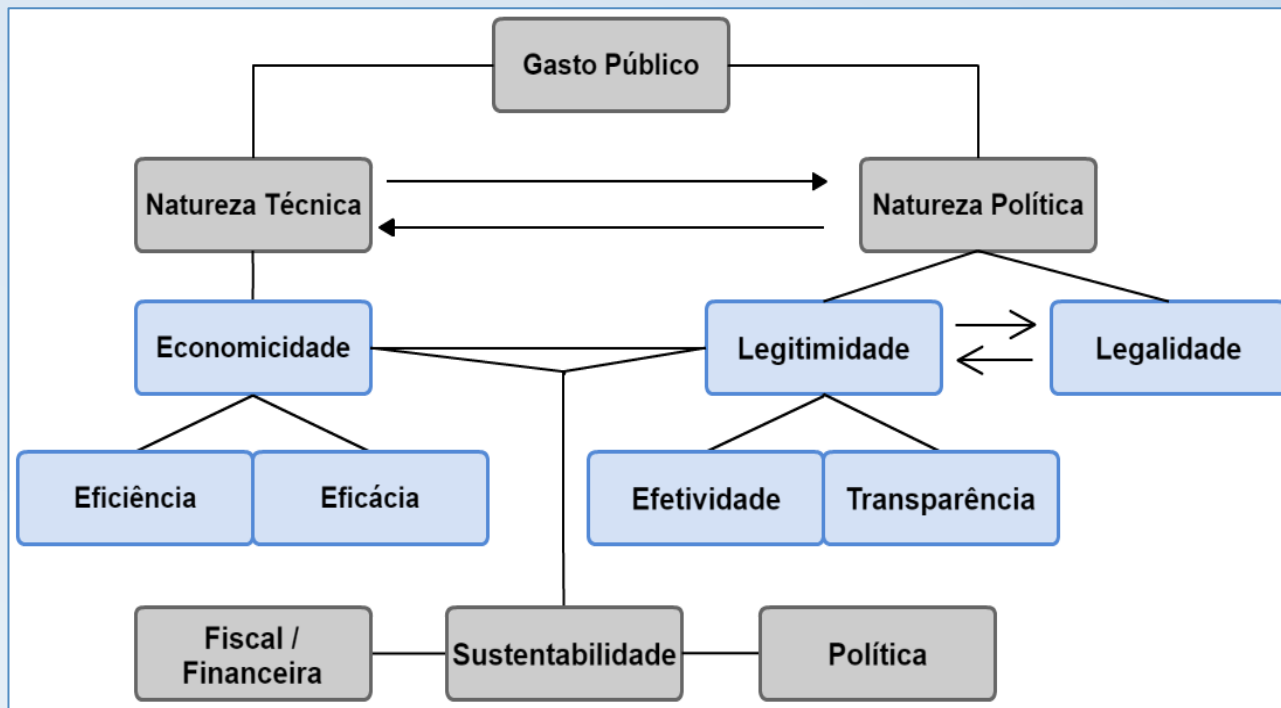 Gasto Público
Natureza Técnica
Natureza Política
Economicidade
Legitimidade
Legalidade
Eficiência
Eficácia
Efetividade
Transparência
Fiscal /
Financeira
Sustentabilidade
Política